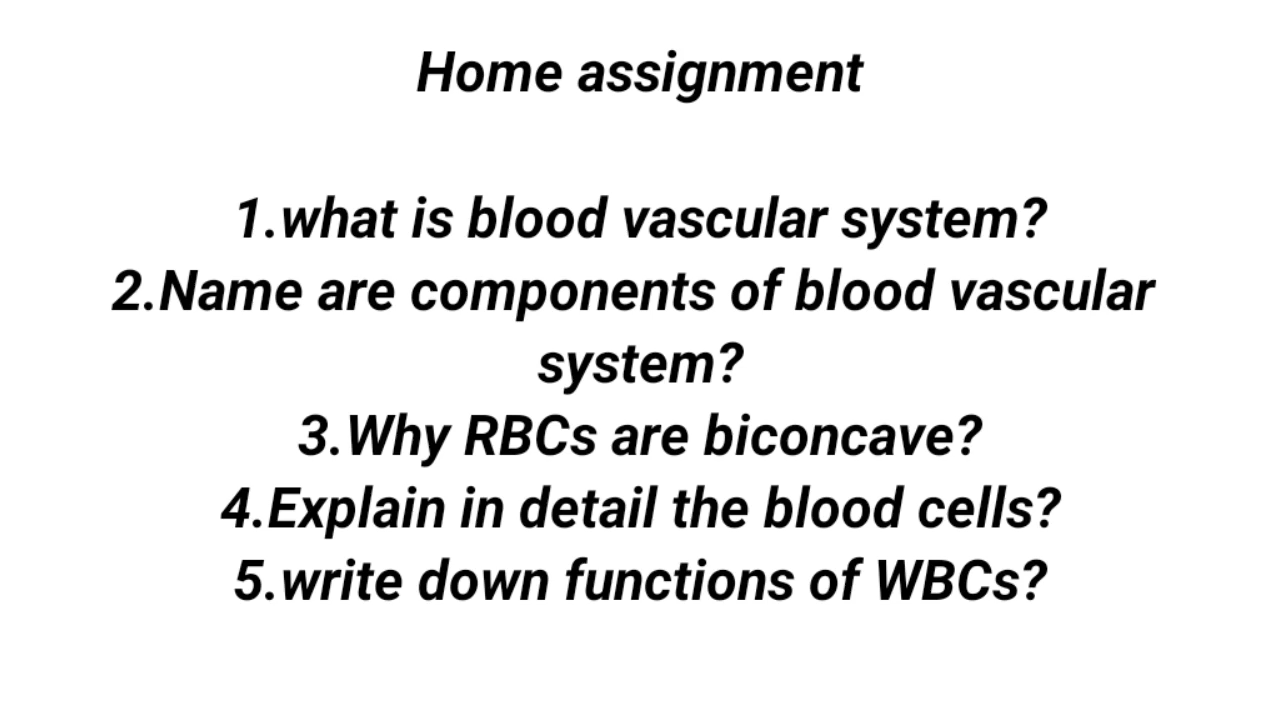 Home assignment
1.what is blood vascular system?
2.Name are components of blood vascular
system?
3.Why RBCs are biconcave?
4.Explain in detail the blood cells?
5.write down functions of WBCs?